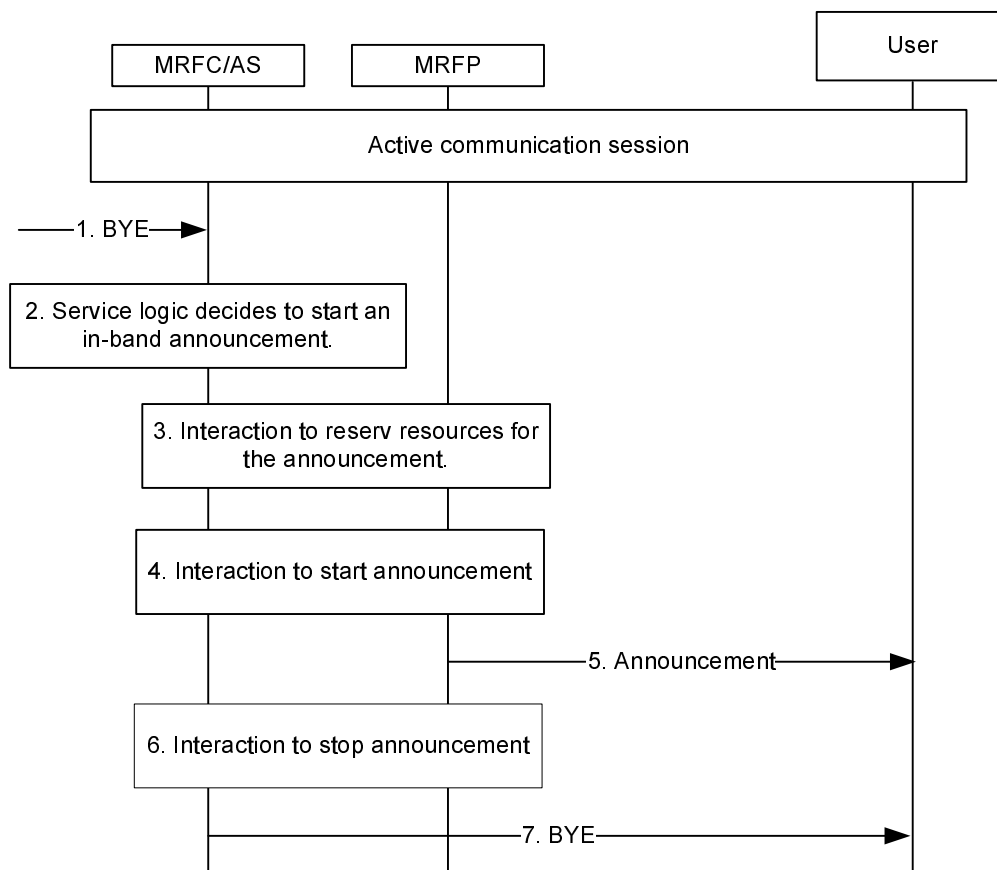 MRFC/AS
MRFP
User
Active communication session
1. BYE
2. Service logic decides to start an
in-band announcement.
3. Interaction to reserv resources for
the announcement.
4. Interaction to start announcement
5. Announcement
6. Interaction to stop announcement
7. BYE